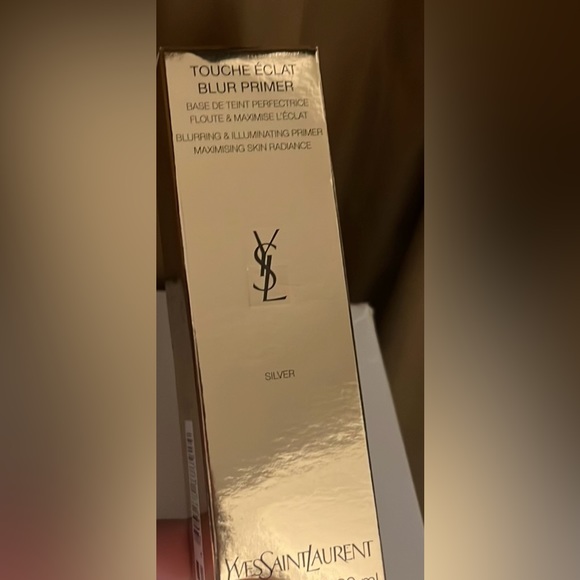 TOUCHE ÉCLAT
BLUR PRIMER
BASE DE TEINT PERFECTRICE
FLOUTE & MAXIMISE L'ÉCLAT
BLURRING & ILLUMINATING PRIMER
MAXIMISING SKIN RADIANCE
YSL
SILVER
YVESSAINTLAURENT